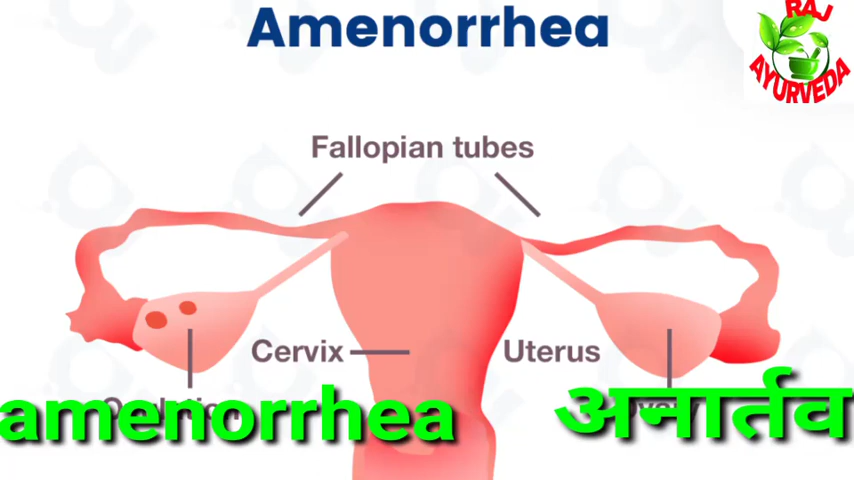 Amenorrhea
RAJ
AYURVEDA
Fallopian tubes
Cervix
Uterus
amenorrhea
अनार्तव